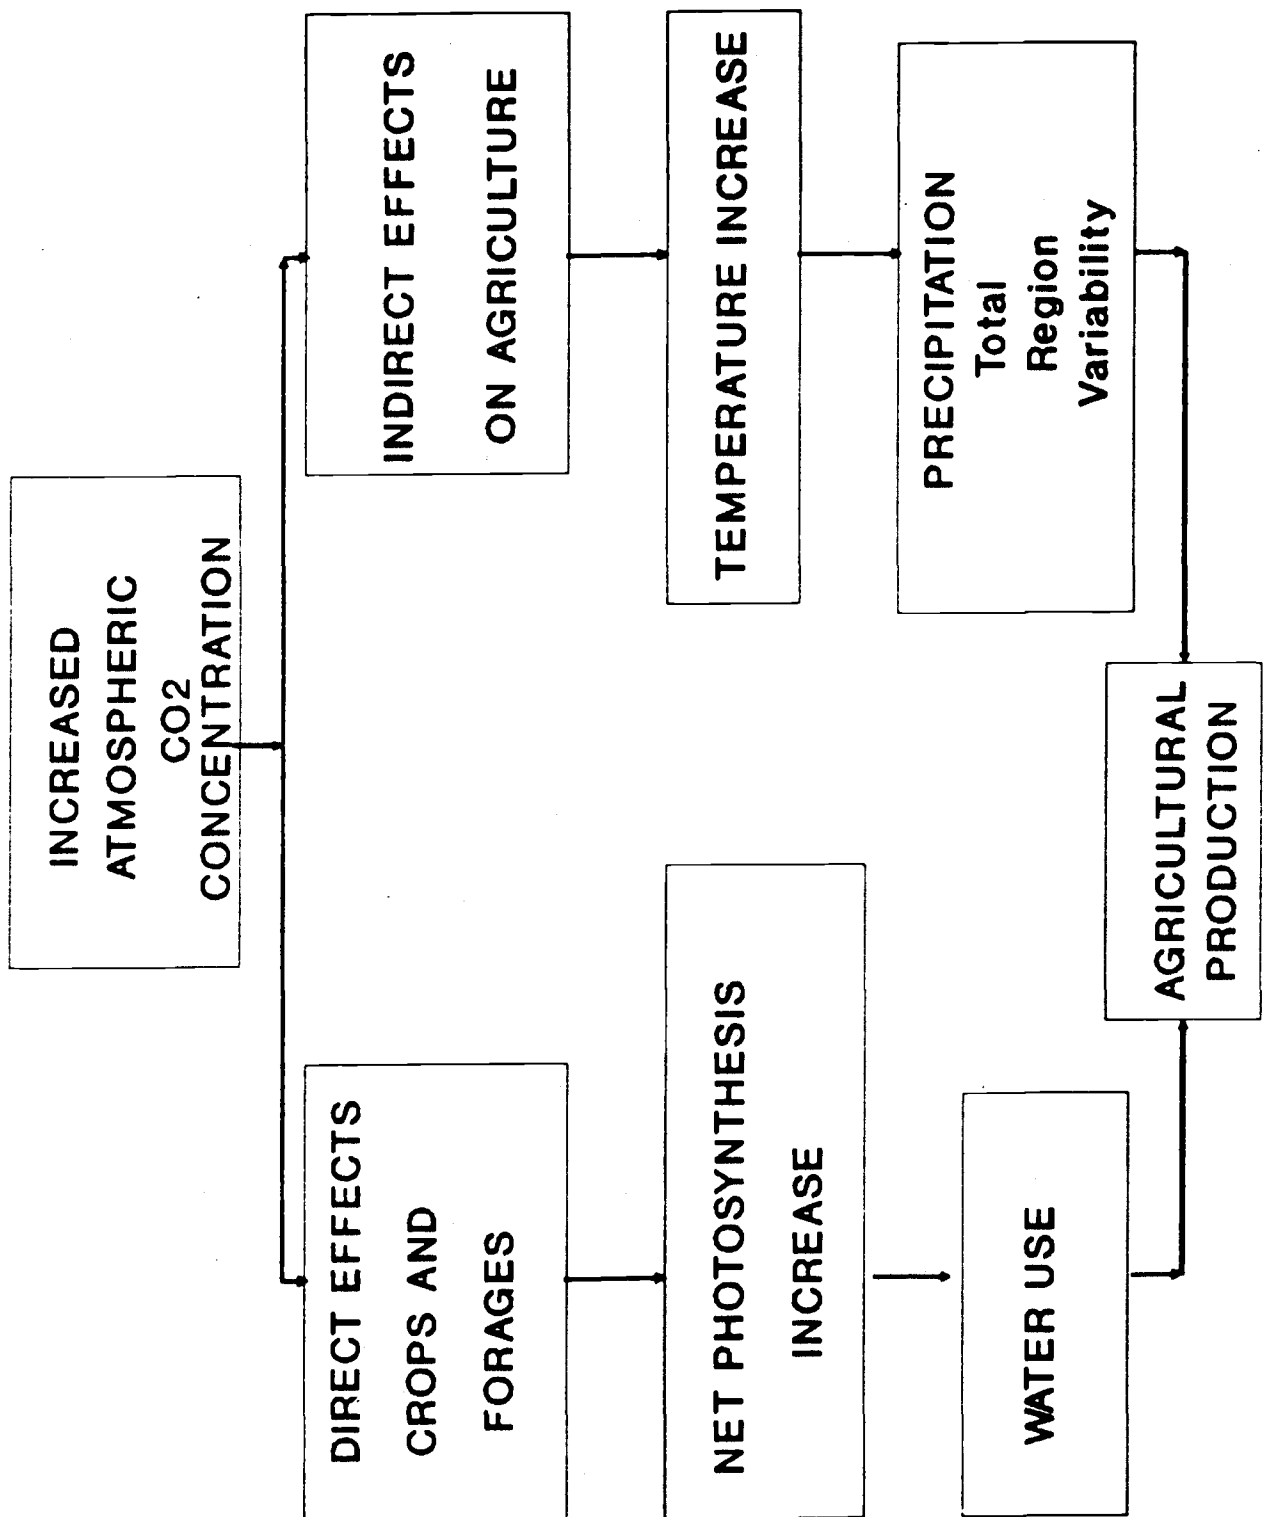 INCREASED
ATMOSPHERIC
CO2
CONCENTRATION
DIRECT EFFECTS
CROPS AND
FORAGES
INDIRECT EFFECTS
ON AGRICULTURE
NET PHOTOSYNTHESIS
INCREASE
TEMPERATURE INCREASE
WATER USE
PRECIPITATION
Total
Region
Variability
AGRICULTURAL
PRODUCTION